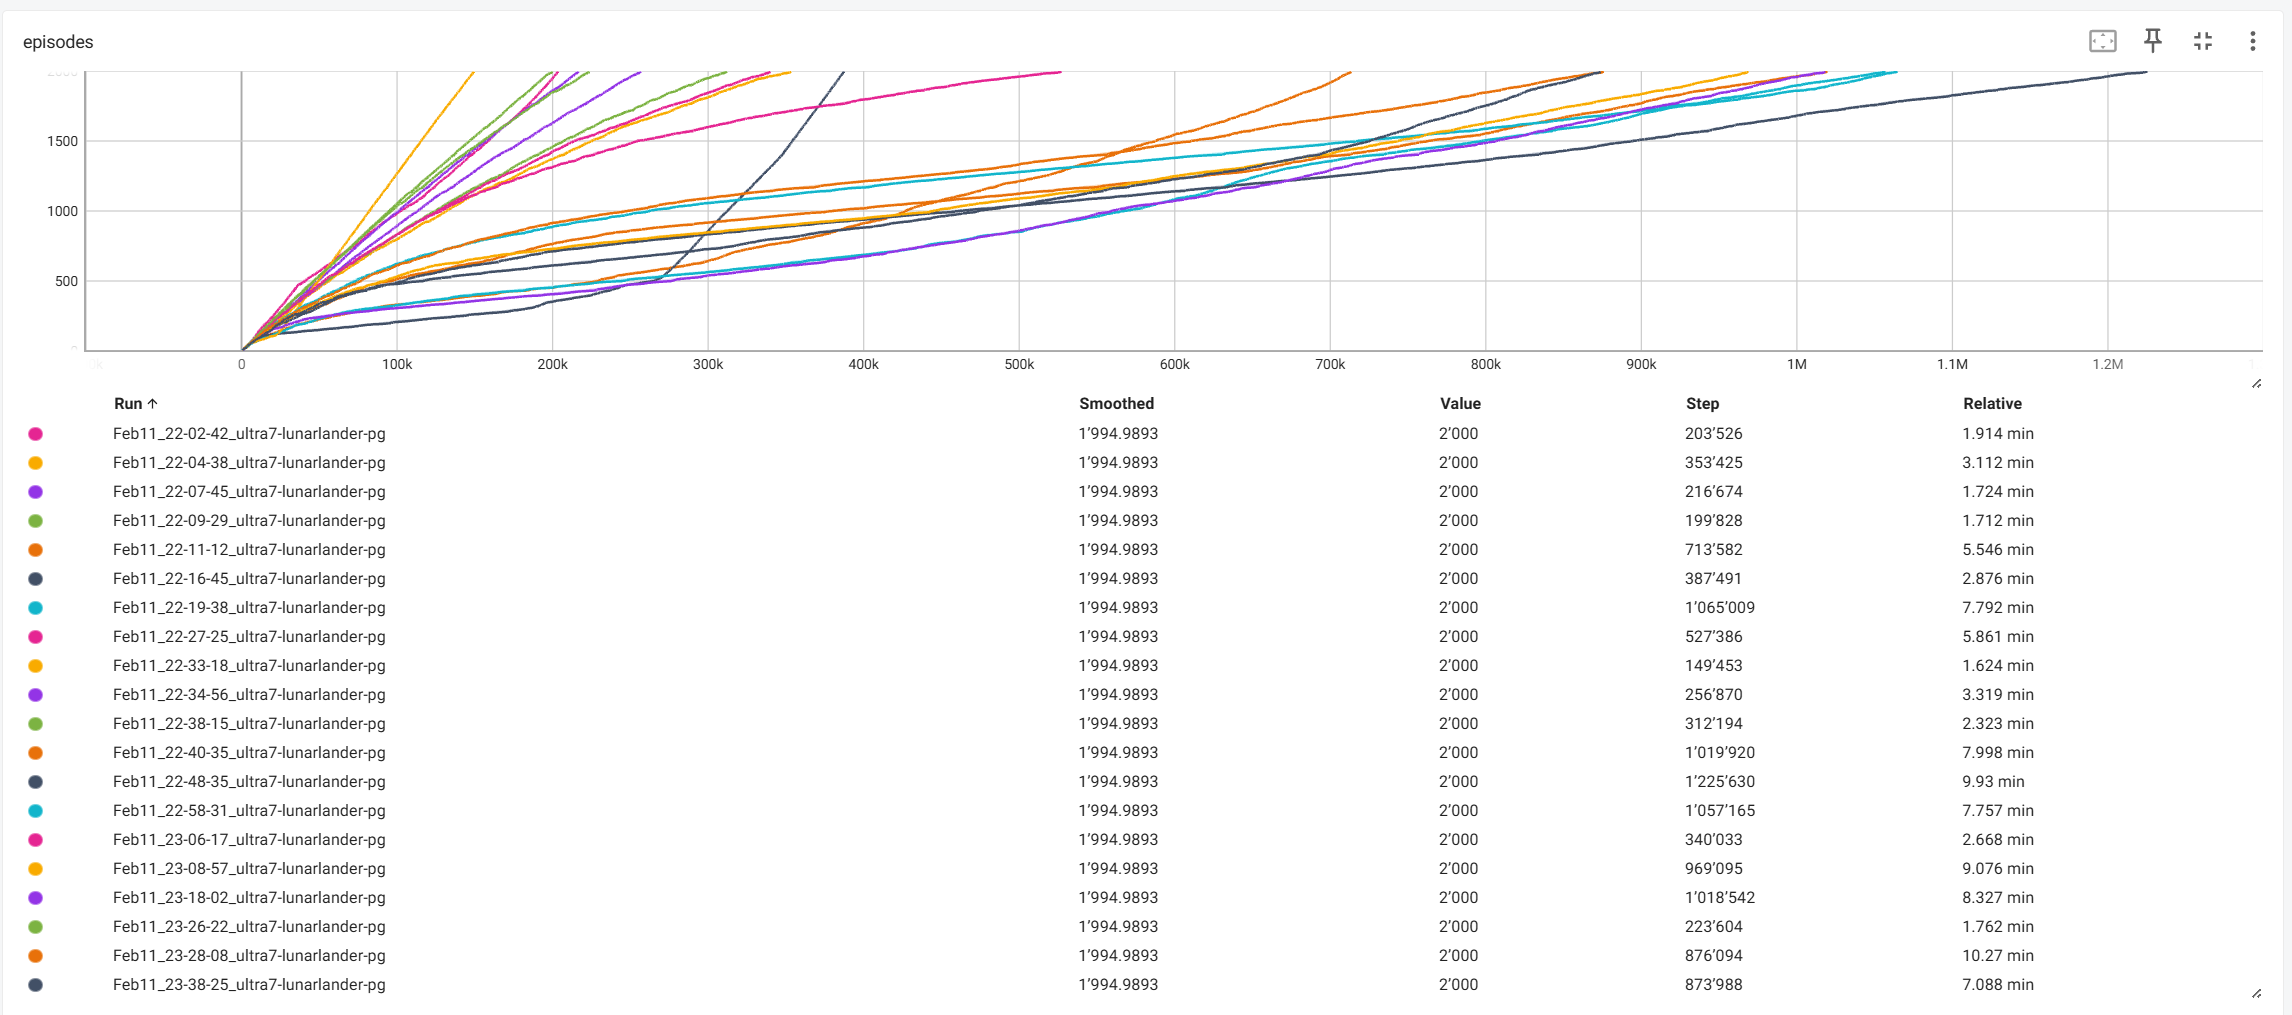 episodes
2000
1500
1000
500
0
0k 0 100k 200k 300k 400k 500k 600k 700k 800k 900k 1M 1.1M 1.2M 1
Run ↑ Smoothed Value Step Relative
Feb11_22-02-42_ultra7-lunarlander-pg 1’994.9893 2’000 203’526 1.914 min
Feb11_22-04-38_ultra7-lunarlander-pg 1’994.9893 2’000 353’425 3.112 min
Feb11_22-07-45_ultra7-lunarlander-pg 1’994.9893 2’000 216’674 1.724 min
Feb11_22-09-29_ultra7-lunarlander-pg 1’994.9893 2’000 199’828 1.712 min
Feb11_22-11-12_ultra7-lunarlander-pg 1’994.9893 2’000 713’582 5.546 min
Feb11_22-16-45_ultra7-lunarlander-pg 1’994.9893 2’000 387’491 2.876 min
Feb11_22-19-38_ultra7-lunarlander-pg 1’994.9893 2’000 1’065’009 7.792 min
Feb11_22-27-25_ultra7-lunarlander-pg 1’994.9893 2’000 527’386 5.861 min
Feb11_22-33-18_ultra7-lunarlander-pg 1’994.9893 2’000 149’453 1.624 min
Feb11_22-34-56_ultra7-lunarlander-pg 1’994.9893 2’000 256’870 3.319 min
Feb11_22-38-15_ultra7-lunarlander-pg 1’994.9893 2’000 312’194 2.323 min
Feb11_22-40-35_ultra7-lunarlander-pg 1’994.9893 2’000 1’019’920 7.998 min
Feb11_22-48-35_ultra7-lunarlander-pg 1’994.9893 2’000 1’225’630 9.93 min
Feb11_22-58-31_ultra7-lunarlander-pg 1’994.9893 2’000 1’057’165 7.757 min
Feb11_23-06-17_ultra7-lunarlander-pg 1’994.9893 2’000 340’033 2.668 min
Feb11_23-08-57_ultra7-lunarlander-pg 1’994.9893 2’000 969’095 9.076 min
Feb11_23-18-02_ultra7-lunarlander-pg 1’994.9893 2’000 1’018’542 8.327 min
Feb11_23-26-22_ultra7-lunarlander-pg 1’994.9893 2’000 223’604 1.762 min
Feb11_23-28-08_ultra7-lunarlander-pg 1’994.9893 2’000 876’094 10.27 min
Feb11_23-38-25_ultra7-lunarlander-pg 1’994.9893 2’000 873’988 7.088 min